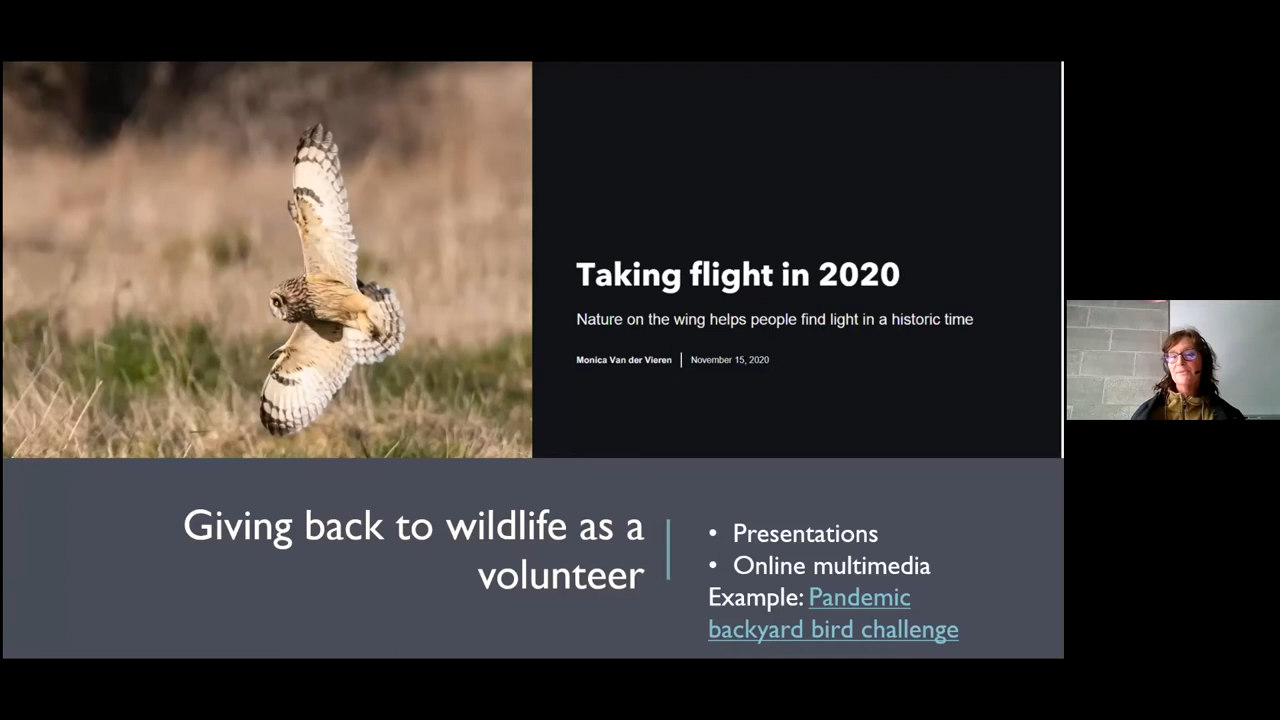 Taking flight in 2020
Nature on the wing helps people find light in a historic time
Monica Van der Vieren | November 15, 2020
Giving back to wildlife as a
volunteer
• Presentations
• Online multimedia
Example: Pandemic
backyard bird challenge